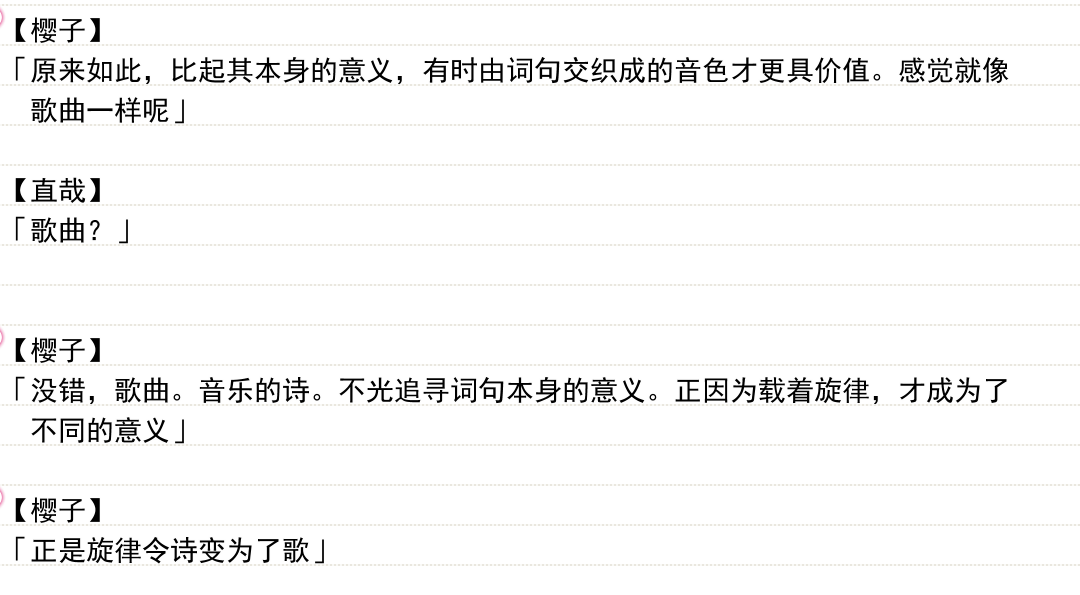 【樱子】
「原来如此，比起其本身的意义，有时由词句交织成的音色才更具价值。感觉就像
歌曲一样呢」
【直哉】
「歌曲？」
【樱子】
「没错，歌曲。音乐的诗。不光追寻词句本身的意义。正因为载着旋律，才成为了
不同的意义」
【樱子】
「正是旋律令诗变为了歌」